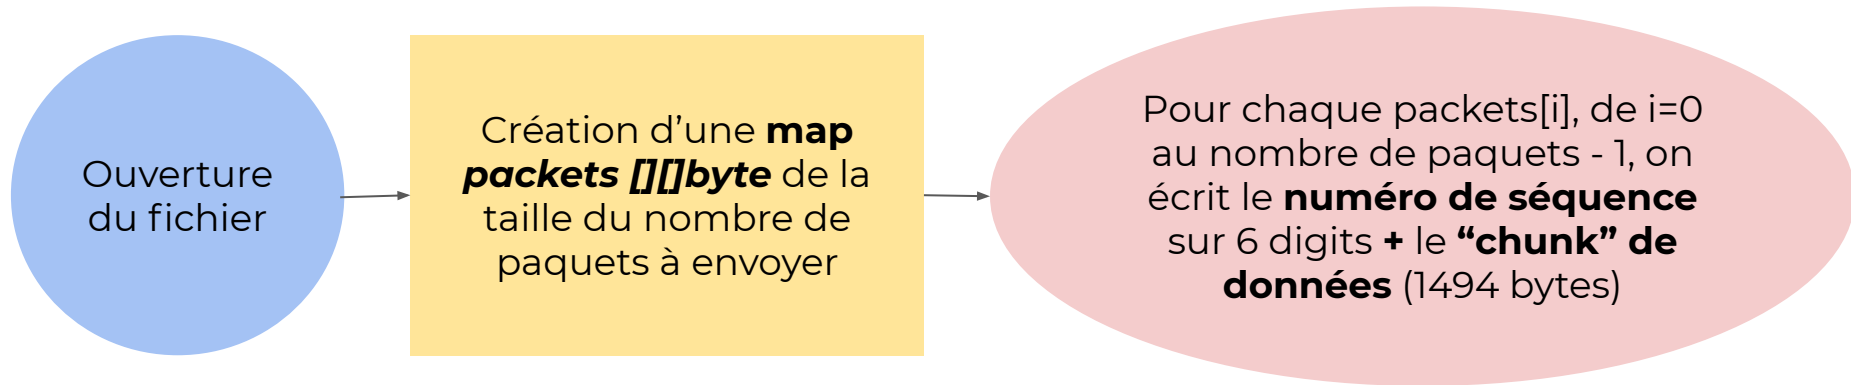 Ouverture
du fichier
Création d’une map
packets [][]byte de la
taille du nombre de
paquets à envoyer
Pour chaque packets[i], de i=0
au nombre de paquets - 1, on
écrit le numéro de séquence
sur 6 digits + le “chunk” de
données (1494 bytes)